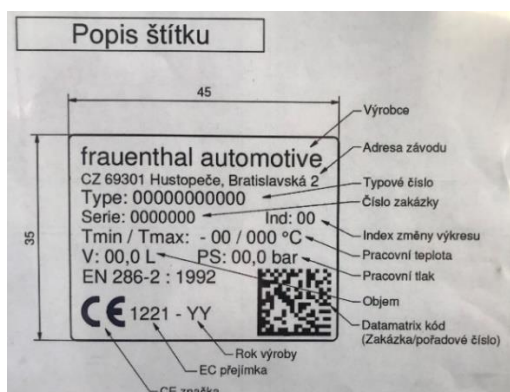 Popis štítku
45
35
frauenthal automotive
CZ 69301 Hustopeče, Bratislavská 2
Type: 00000000000
Serie: 0000000 Ind: 00
Tmin / Tmax: - 00 / 000 °C
V: 00,0 L PS: 00,0 bar
EN 286-2 : 1992
CE 1221 - YY
Výrobce
Adresa závodu
Typové číslo
Číslo zakázky
Index změny výkresu
Pracovní teplota
Pracovní tlak
Objem
Datamatrix kód
(Zakázka/pořadové číslo)
Rok výroby
EC přejímka
CE značka